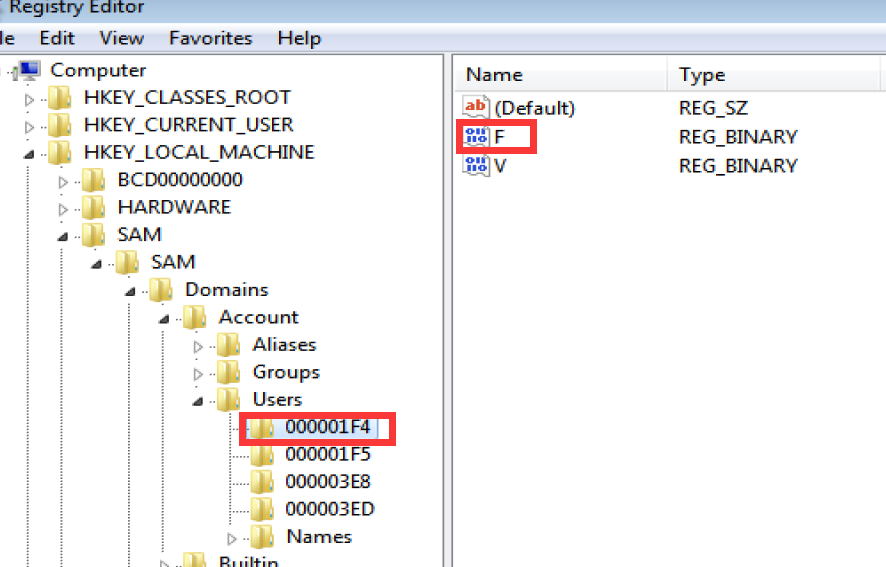 Registry Editor
le Edit View Favorites Help
Computer
HKEY_CLASSES_ROOT
HKEY_CURRENT_USER
HKEY_LOCAL_MACHINE
BCD00000000
HARDWARE
SAM
SAM
Domains
Account
Aliases
Groups
Users
000001F4
000001F5
000003E8
000003ED
Names
Builtin
Name Type
ab (Default) REG_SZ
F REG_BINARY
V REG_BINARY